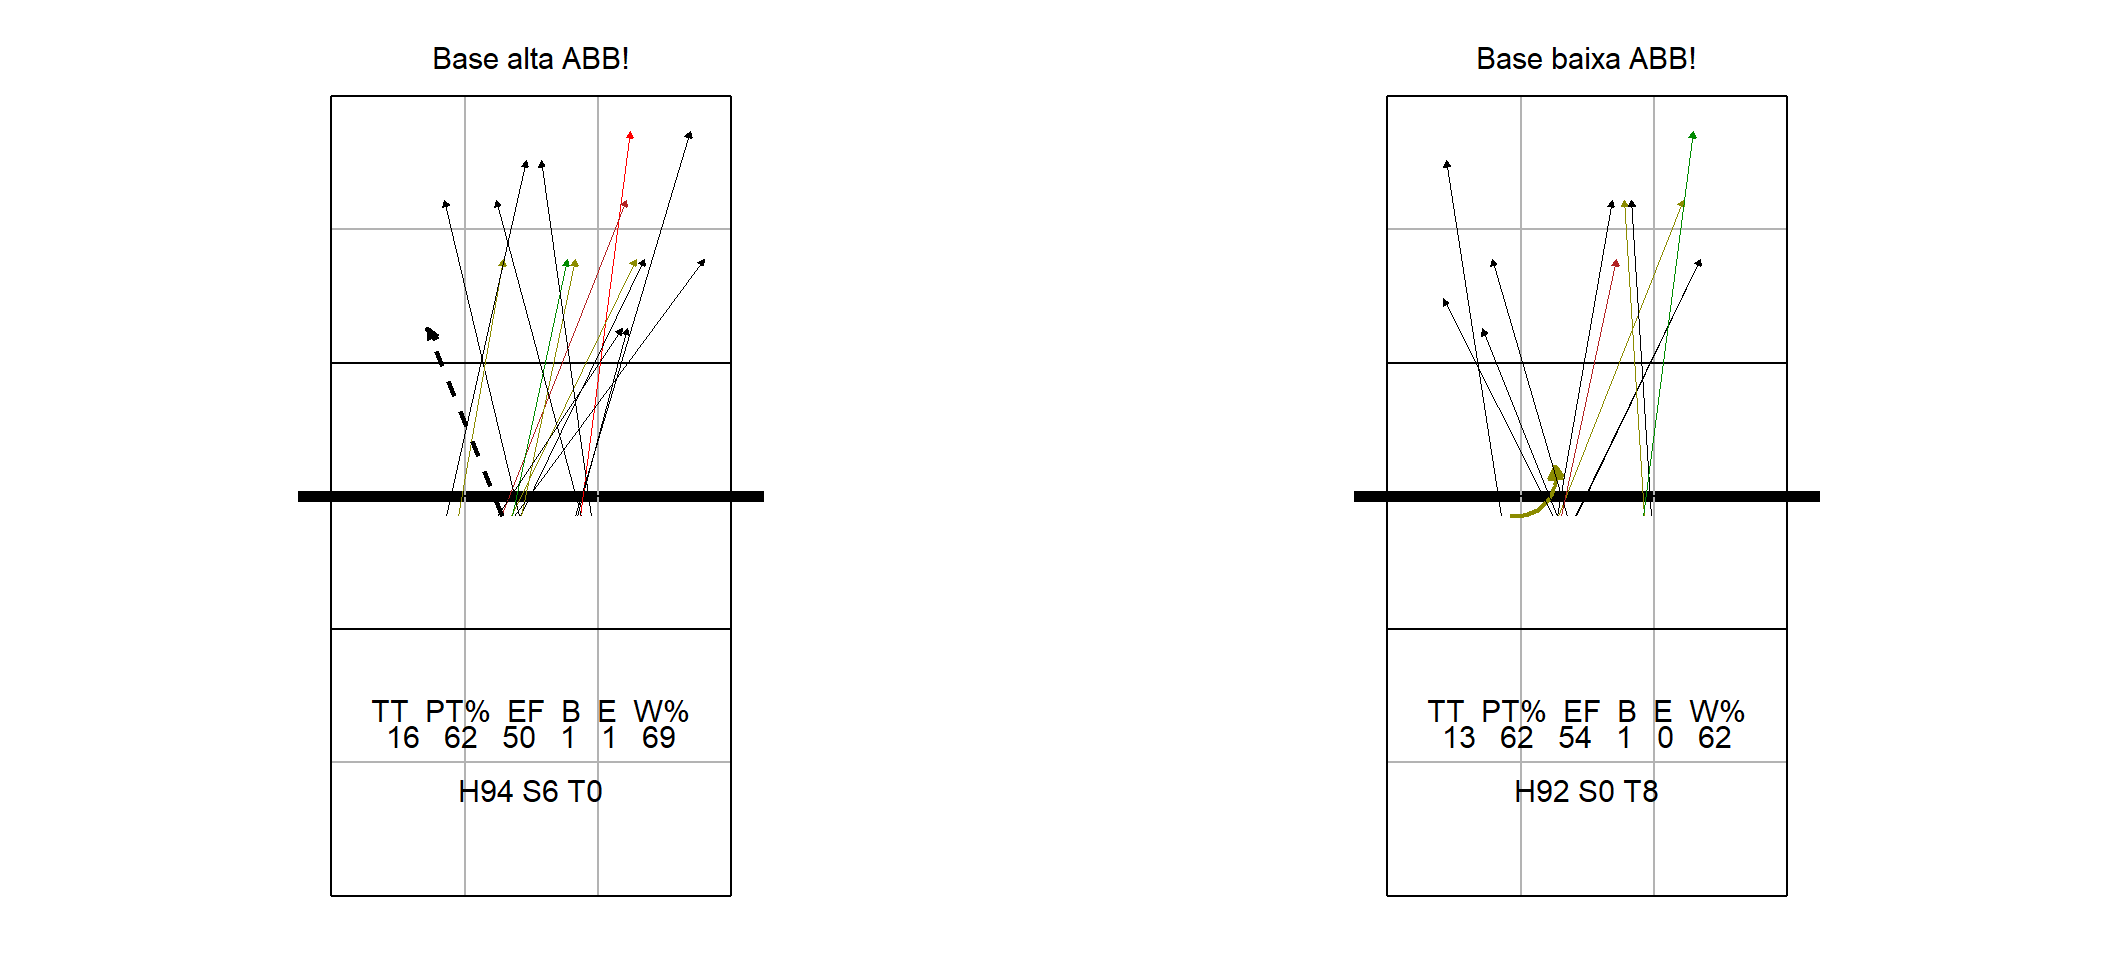 Base alta ABB!
TT PT% EF B E W%
16 62 50 1 1 69
H94 S6 T0
Base baixa ABB!
TT PT% EF B E W%
13 62 54 1 0 62
H92 S0 T8